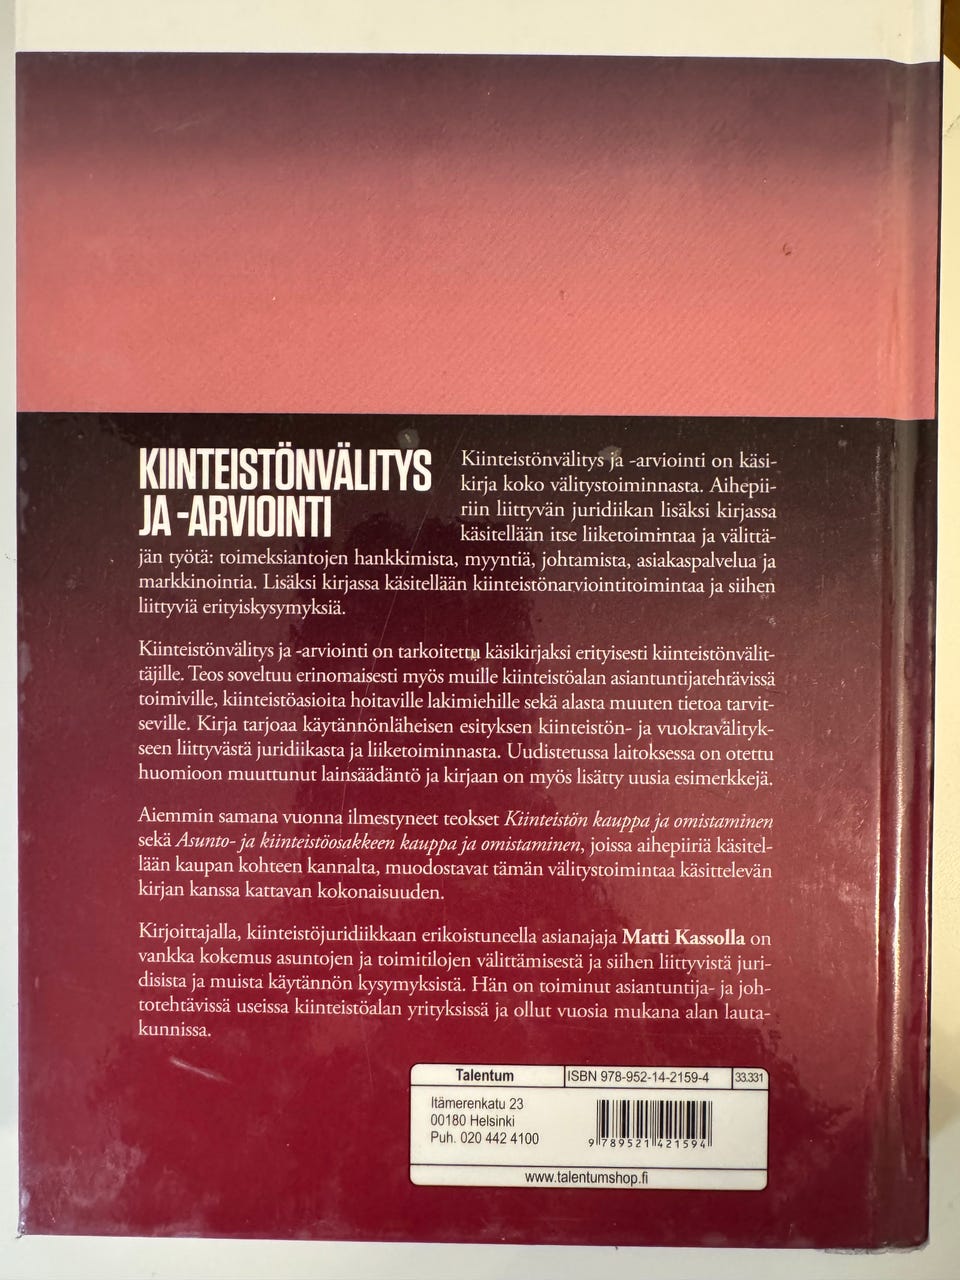 KIINTEISTÖNVÄLITYS
JA -ARVIOINTI
Kiinteistönvälitys ja -arviointi on käsi-
kirja koko välitystoiminnasta. Aihepii-
riin liittyvän juridiikan lisäksi kirjassa
käsitellään itse liiketoimintaa ja välittä-
jän työtä: toimeksiantojen hankkimista, myyntiä, johtamista, asiakaspalvelua ja
markkinointia. Lisäksi kirjassa käsitellään kiinteistönarviointitoimintaa ja siihen
liittyviä erityiskysymyksiä.
Kiinteistönvälitys ja -arviointi on tarkoitettu käsikirjaksi erityisesti kiinteistönvälit-
täjille. Teos soveltuu erinomaisesti myös muille kiinteistöalan asiantuntijatehtävissä
toimiville, kiinteistöasioita hoitaville lakimiehille sekä alasta muuten tietoa tarvit-
seville. Kirja tarjoaa käytännönläheisen esityksen kiinteistön- ja vuokravälityk-
seen liittyvästä juridiikasta ja liiketoiminnasta. Uudistetussa laitoksessa on otettu
huomioon muuttunut lainsäädäntö ja kirjaan on myös lisätty uusia esimerkkejä.
Aiemmin samana vuonna ilmestyneet teokset Kiinteistön kauppa ja omistaminen
sekä Asunto- ja kiinteistöosakkeen kauppa ja omistaminen, joissa aihepiiriä käsitel-
lään kaupan kohteen kannalta, muodostavat tämän välitystoimintaa käsittelevän
kirjan kanssa kattavan kokonaisuuden.
Kirjoittajalla, kiinteistöjuridiikkaan erikoistuneella asianajaja Matti Kassolla on
vankka kokemus asuntojen ja toimitilojen välittämisestä ja siihen liittyvistä juri-
disista ja muista käytännön kysymyksistä. Hän on toiminut asiantuntija- ja joh-
totehtävissä useissa kiinteistöalan yrityksissä ja ollut vuosia mukana alan lauta-
kunnissa.
Talentum ISBN 978-952-14-2159-4 33.331
Itämerenkatu 23
00180 Helsinki
Puh. 020 442 4100
9 789521 421594
www.talentumshop.fi